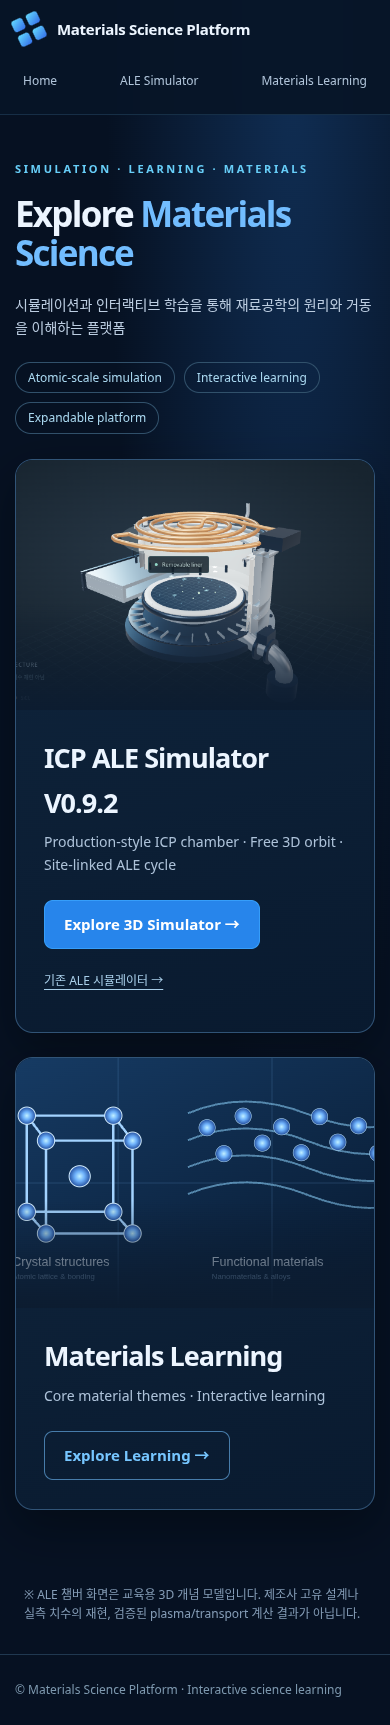 Materials Science Platform
Home ALE Simulator Materials Learning
SIMULATION · LEARNING · MATERIALS
Explore Materials
Science
시뮬레이션과 인터랙티브 학습을 통해 재료공학의 원리와 거동
을 이해하는 플랫폼
Atomic-scale simulation Interactive learning
Expandable platform
Removable liner
ICP ALE Simulator
V0.9.2
Production-style ICP chamber · Free 3D orbit ·
Site-linked ALE cycle
Explore 3D Simulator →
기존 ALE 시뮬레이터 →
Crystal structures Functional materials
atomic lattice & bonding Nanomaterials & alloys
Materials Learning
Core material themes · Interactive learning
Explore Learning →
※ ALE 챔버 화면은 교육용 3D 개념 모델입니다. 제조사 고유 설계나
실측 치수의 재현, 검증된 plasma/transport 계산 결과가 아닙니다.
© Materials Science Platform · Interactive science learning